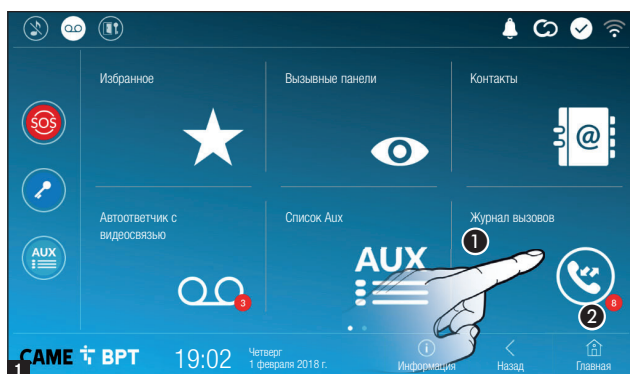 Избранное
Вызывные панели
Контакты
SOS
@
Автоответчик с
видеосвязью
Список Aux
Журнал вызовов
AUX
AUX
1
3
2
8
1
CAME BPT
19:02
Четверг
1 февраля 2018 г.
i
Информация
Назад
Главная